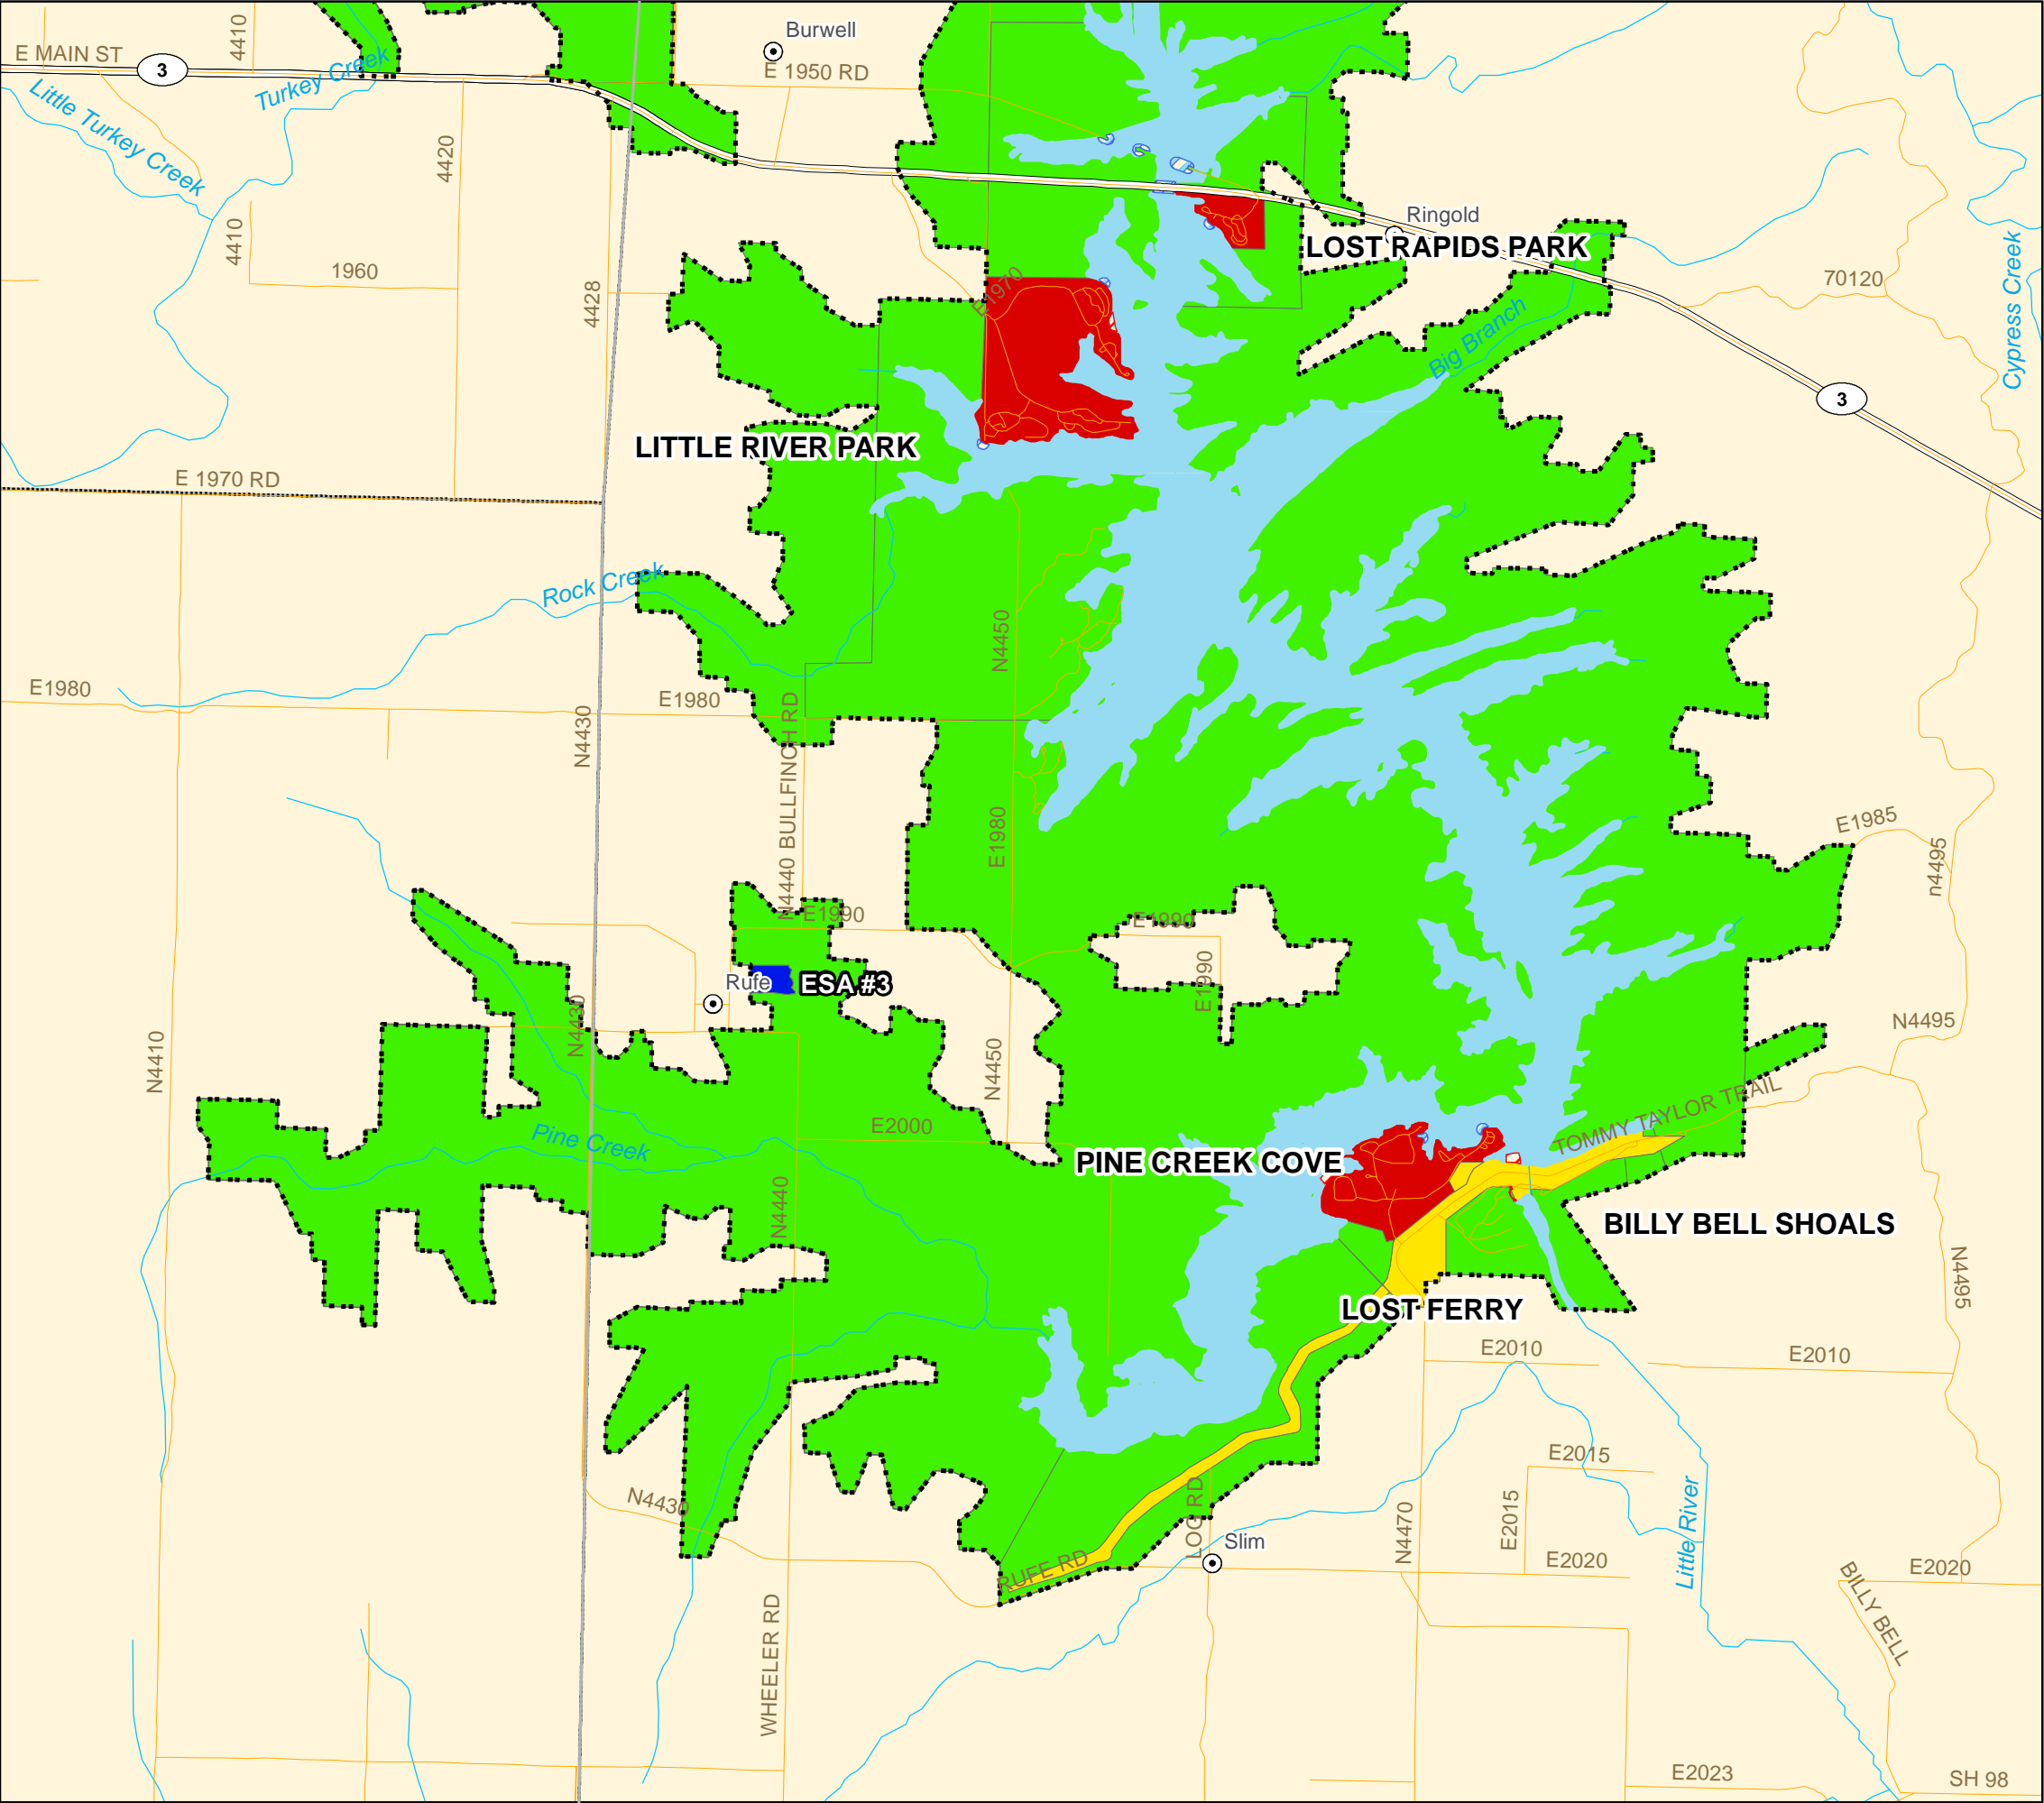 Burwell
E MAIN ST
3
4410
Turkey Creek
E 1950 RD
Little Turkey Creek
4420
4410
1960
4428
Ringold
LOST RAPIDS PARK
E1970
Big Branch
70120
Cypress Creek
3
LITTLE RIVER PARK
E 1970 RD
Rock Creek
N4450
E1980
E1980
N4430
N4440 BULLFINCH RD
E1980
E1985
n4495
E1990
E1990
E1990
Rufe
ESA #3
N4430
N4410
N4450
N4495
E2000
Pine Creek
TOMMY TAYLOR TRAIL
PINE CREEK COVE
N4440
BILLY BELL SHOALS
N4495
LOST FERRY
E2010
E2010
E2015
N4430
LOG RD
N4470
E2015
Little River
Slim
RUFE RD
E2020
E2020
BILLY BELL
WHEELER RD
E2023
SH 98